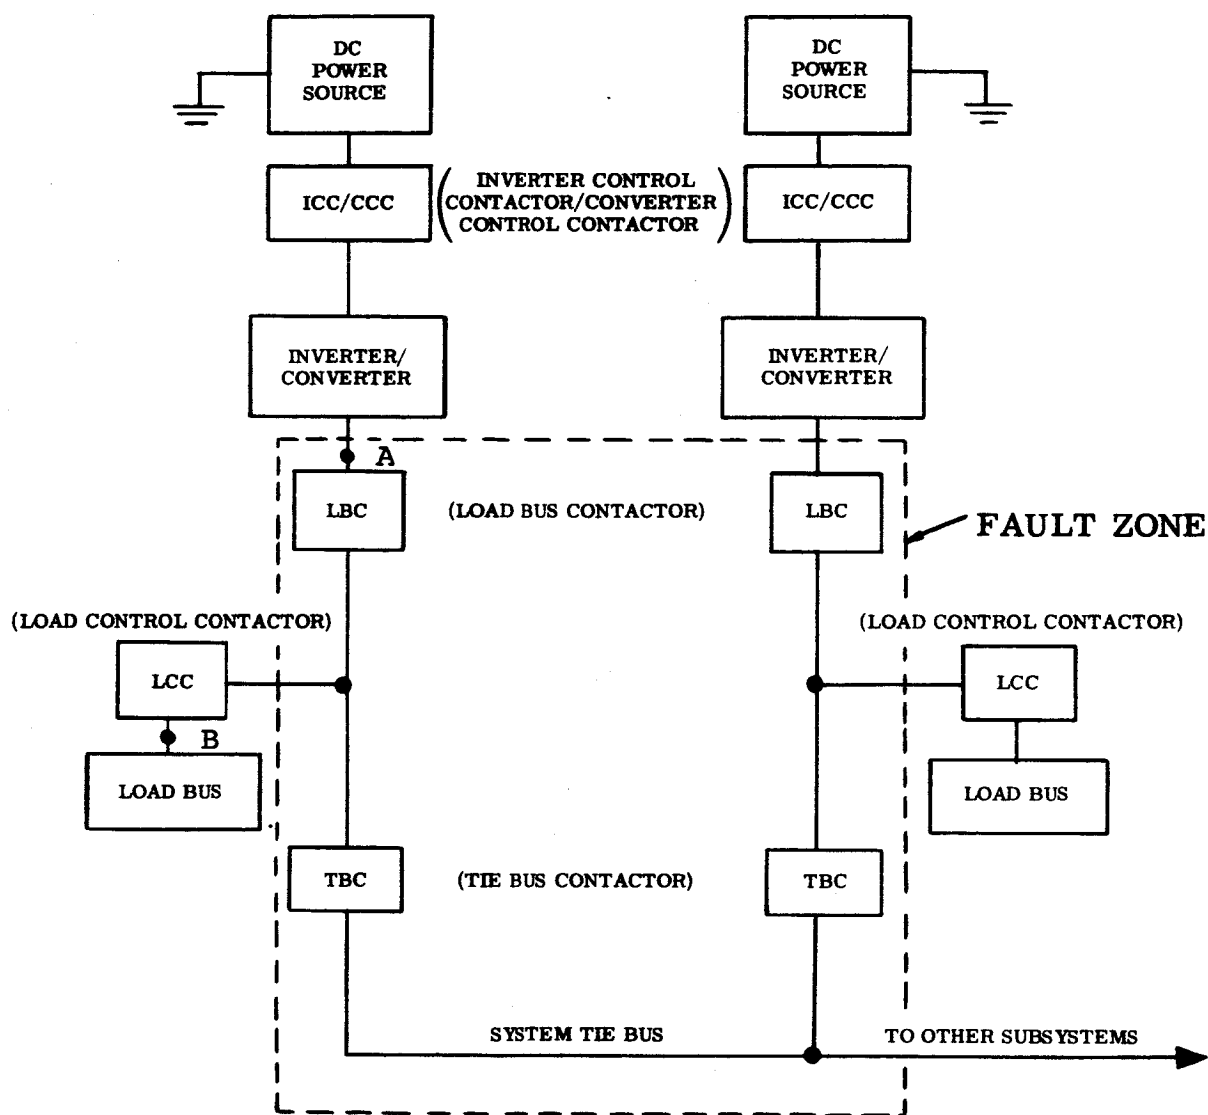 DC
POWER
SOURCE
DC
POWER
SOURCE
ICC/CCC
INVERTER CONTROL
CONTACTOR/CONVERTER
CONTROL CONTACTOR
ICC/CCC
INVERTER/
CONVERTER
INVERTER/
CONVERTER
A
LBC
(LOAD BUS CONTACTOR)
LBC
FAULT ZONE
(LOAD CONTROL CONTACTOR)
(LOAD CONTROL CONTACTOR)
LCC
LCC
B
LOAD BUS
LOAD BUS
TBC
(TIE BUS CONTACTOR)
TBC
SYSTEM TIE BUS
TO OTHER SUBSYSTEMS